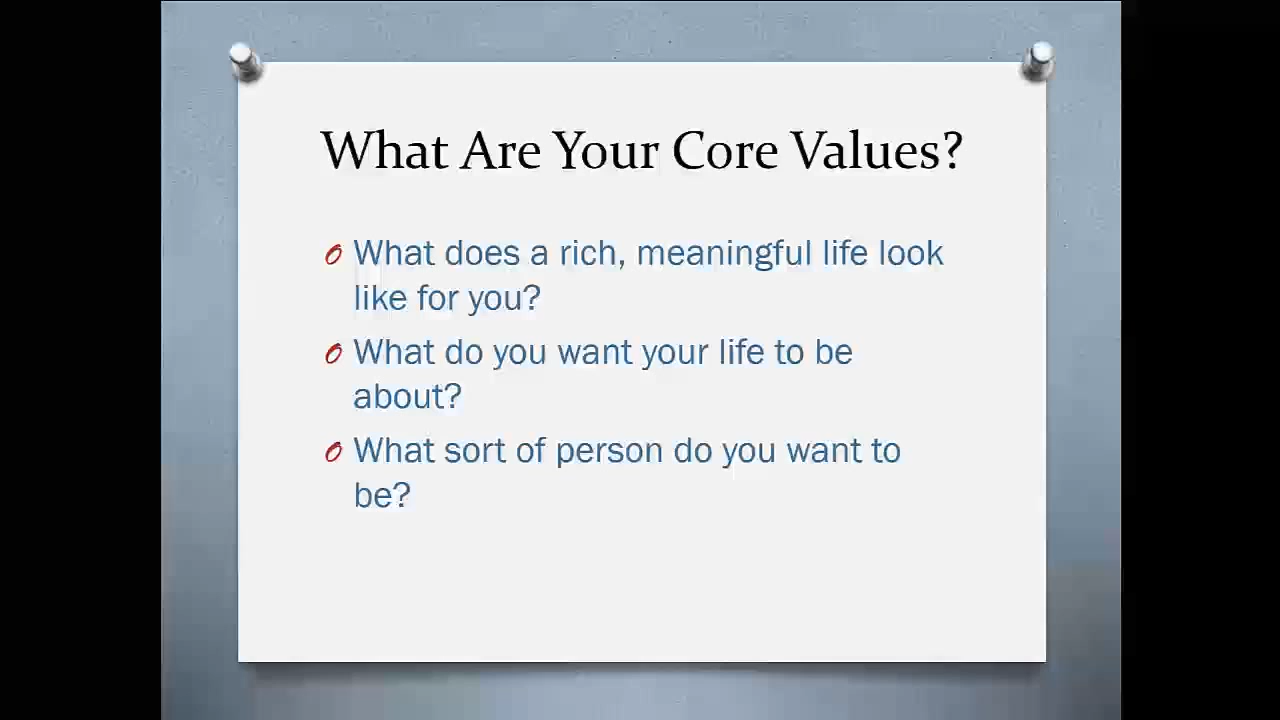 What Are Your Core Values?
What does a rich, meaningful life look
like for you?
What do you want your life to be
about?
What sort of person do you want to
be?